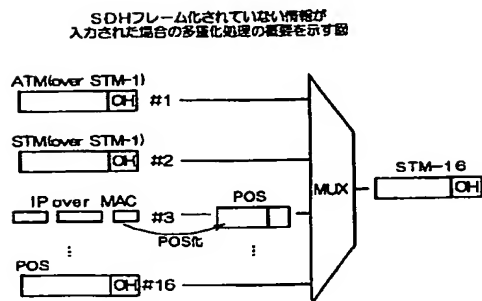 SDHフレーム化されていない情報が
入力された場合の多重化処理の概要を示す図
ATM(over STM-1)
OH #1
STM(over STM-1)
OH #2
STM-16
MUX
OH
IP over MAC
#3
POS
POS化
⋮
⋮
POS
OH #16